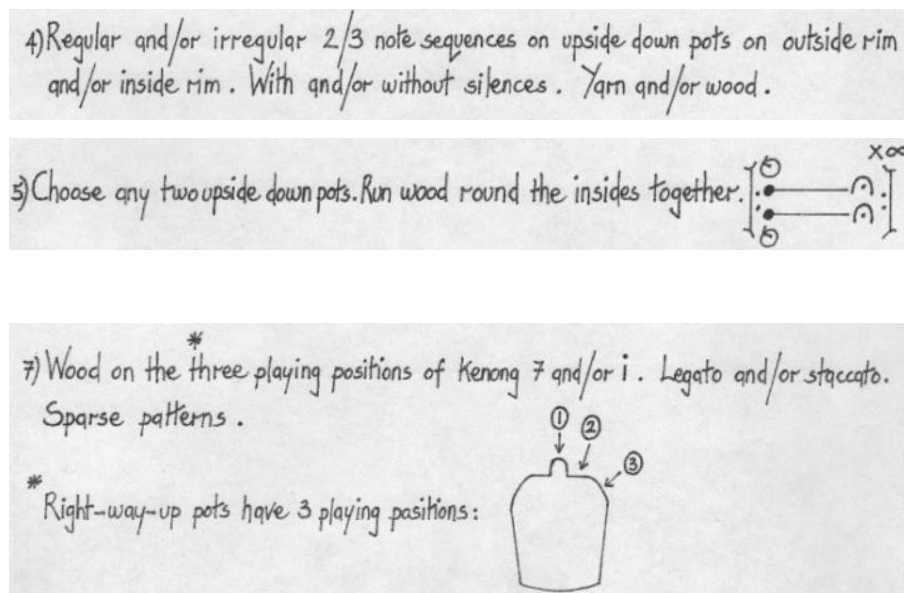 4) Regular and/or irregular 2/3 note sequences on upside down pots on outside rim
and/or inside rim. With and/or without silences. Yarn and/or wood.
x∞
5) Choose any two upside down pots. Run wood round the insides together.
*
7) Wood on the three playing positions of Kenong 7 and/or i. Legato and/or staccato.
Sparse patterns.
① ②
③
* Right-way-up pots have 3 playing positions: